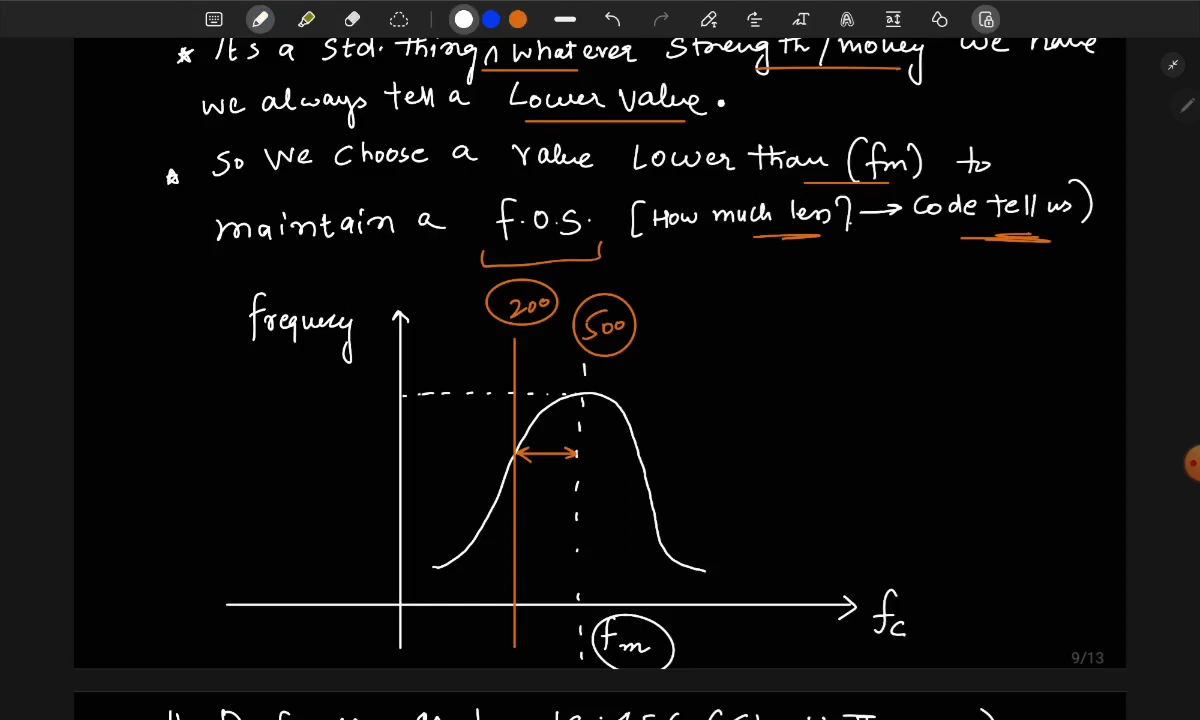 * It's a Std. thing, whatever Strength/money we have
we always tell a Lower Value.
* So we choose a value lower than (fm) to
maintain a f.o.s. [How much less? → Code tell us)
200
500
frequecy
fm
fc
9/13